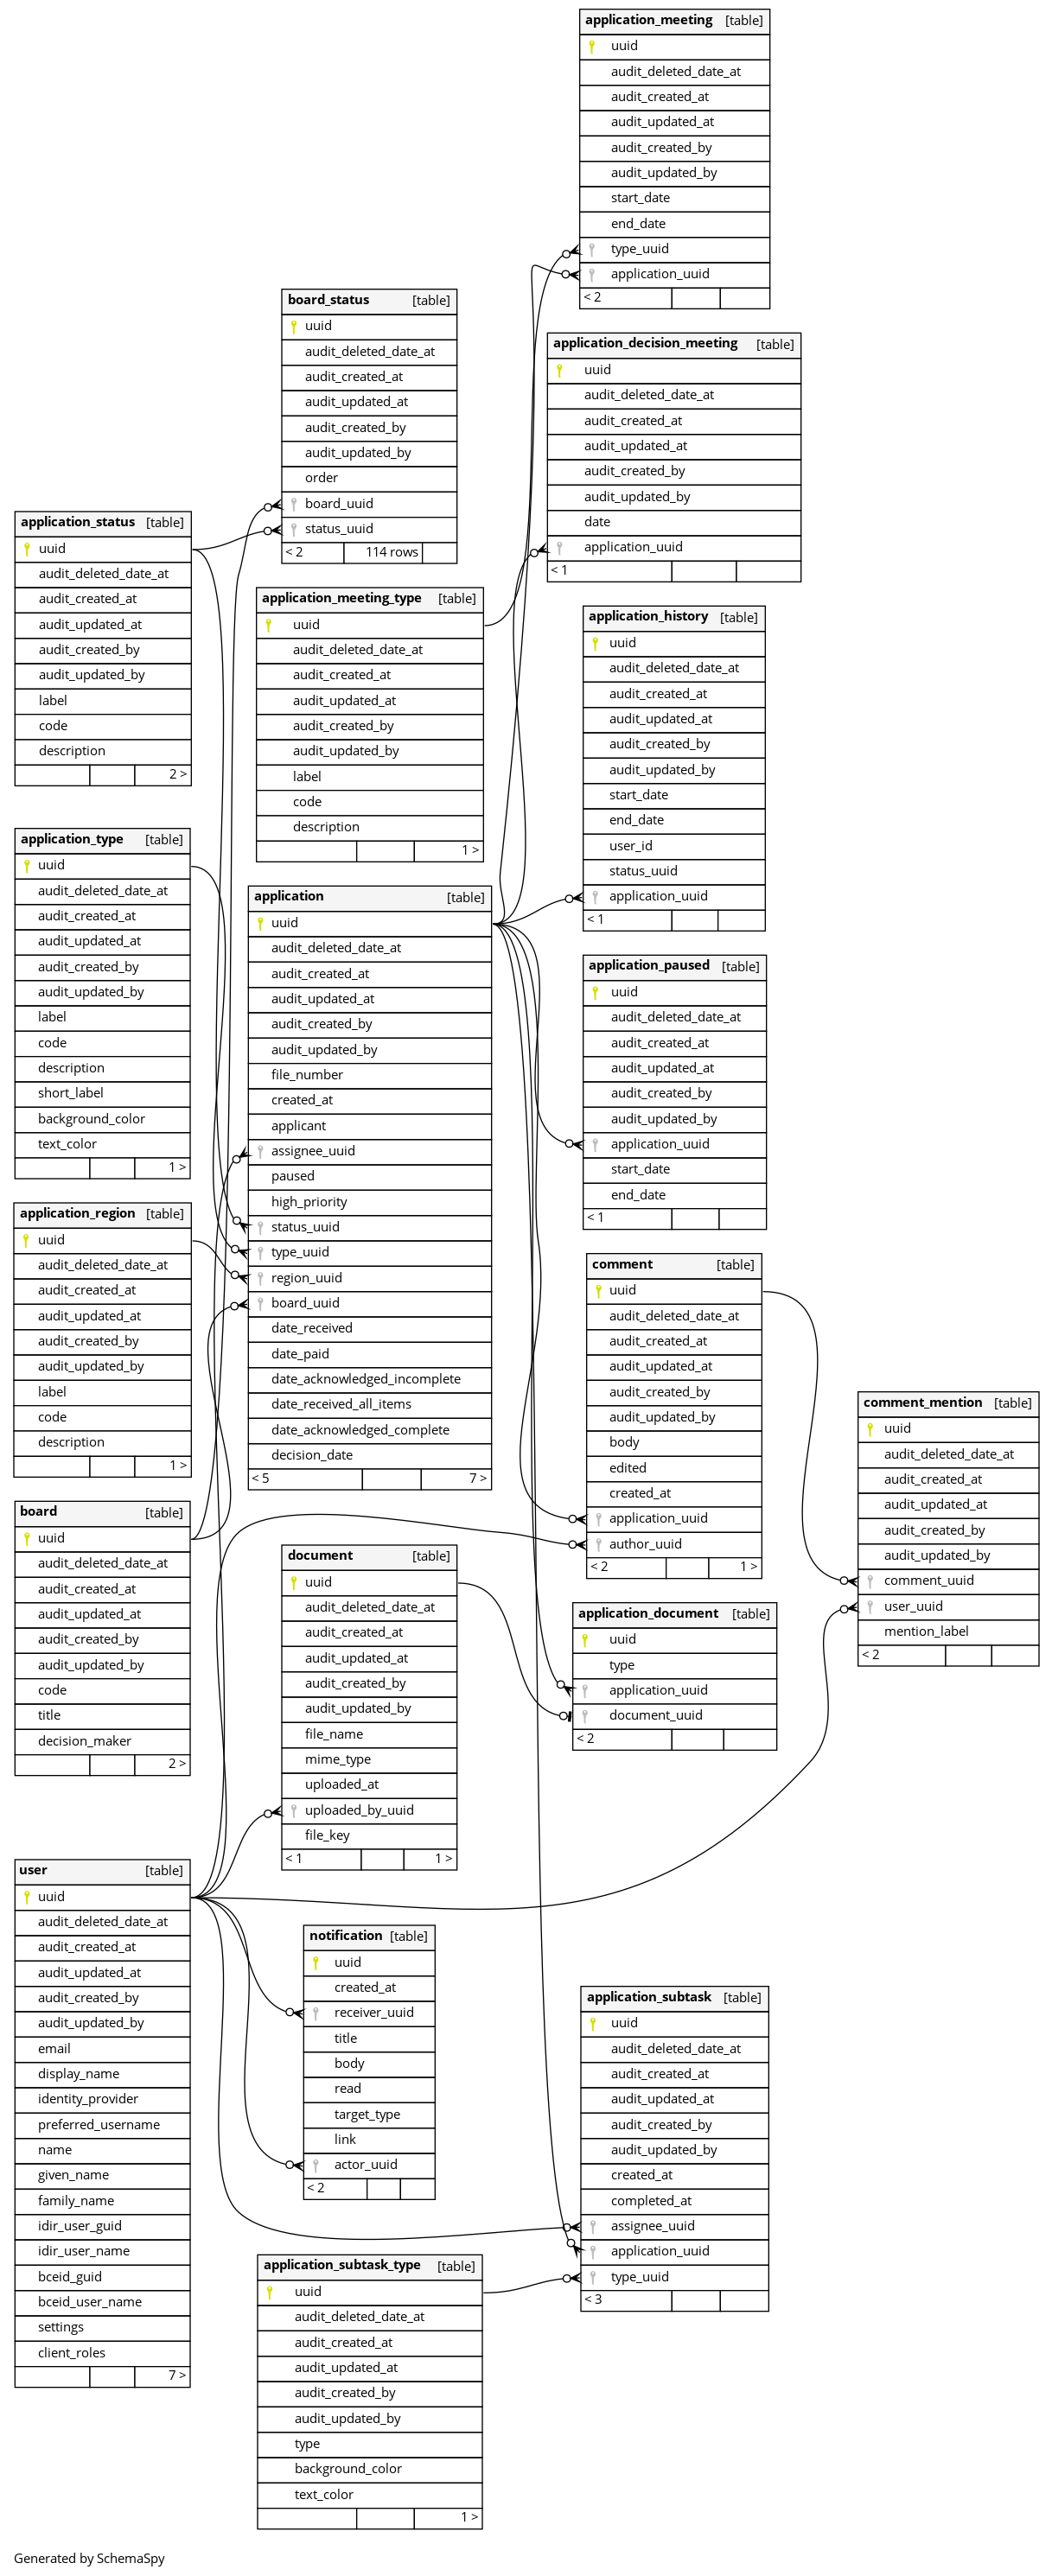 application_meeting [table]
uuid
audit_deleted_date_at
audit_created_at
audit_updated_at
audit_created_by
audit_updated_by
start_date
end_date
type_uuid
application_uuid
< 2
board_status [table]
uuid
audit_deleted_date_at
audit_created_at
audit_updated_at
audit_created_by
audit_updated_by
order
board_uuid
status_uuid
< 2 114 rows
application_decision_meeting [table]
uuid
audit_deleted_date_at
audit_created_at
audit_updated_at
audit_created_by
audit_updated_by
date
application_uuid
< 1
application_status [table]
uuid
audit_deleted_date_at
audit_created_at
audit_updated_at
audit_created_by
audit_updated_by
label
code
description
2 >
application_meeting_type [table]
uuid
audit_deleted_date_at
audit_created_at
audit_updated_at
audit_created_by
audit_updated_by
label
code
description
1 >
application_history [table]
uuid
audit_deleted_date_at
audit_created_at
audit_updated_at
audit_created_by
audit_updated_by
start_date
end_date
user_id
status_uuid
application_uuid
< 1
application_type [table]
uuid
audit_deleted_date_at
audit_created_at
audit_updated_at
audit_created_by
audit_updated_by
label
code
description
short_label
background_color
text_color
1 >
application [table]
uuid
audit_deleted_date_at
audit_created_at
audit_updated_at
audit_created_by
audit_updated_by
file_number
created_at
applicant
assignee_uuid
paused
high_priority
status_uuid
type_uuid
region_uuid
board_uuid
date_received
date_paid
date_acknowledged_incomplete
date_received_all_items
date_acknowledged_complete
decision_date
< 5 7 >
application_paused [table]
uuid
audit_deleted_date_at
audit_created_at
audit_updated_at
audit_created_by
audit_updated_by
application_uuid
start_date
end_date
< 1
application_region [table]
uuid
audit_deleted_date_at
audit_created_at
audit_updated_at
audit_created_by
audit_updated_by
label
code
description
1 >
comment [table]
uuid
audit_deleted_date_at
audit_created_at
audit_updated_at
audit_created_by
audit_updated_by
body
edited
created_at
application_uuid
author_uuid
< 2 1 >
comment_mention [table]
uuid
audit_deleted_date_at
audit_created_at
audit_updated_at
audit_created_by
audit_updated_by
comment_uuid
user_uuid
mention_label
< 2
board [table]
uuid
audit_deleted_date_at
audit_created_at
audit_updated_at
audit_created_by
audit_updated_by
code
title
decision_maker
2 >
document [table]
uuid
audit_deleted_date_at
audit_created_at
audit_updated_at
audit_created_by
audit_updated_by
file_name
mime_type
uploaded_at
uploaded_by_uuid
file_key
< 1 1 >
application_document [table]
uuid
type
application_uuid
document_uuid
< 2
user [table]
uuid
audit_deleted_date_at
audit_created_at
audit_updated_at
audit_created_by
audit_updated_by
email
display_name
identity_provider
preferred_username
name
given_name
family_name
idir_user_guid
idir_user_name
bceid_guid
bceid_user_name
settings
client_roles
7 >
notification [table]
uuid
created_at
receiver_uuid
title
body
read
target_type
link
actor_uuid
< 2
application_subtask [table]
uuid
audit_deleted_date_at
audit_created_at
audit_updated_at
audit_created_by
audit_updated_by
created_at
completed_at
assignee_uuid
application_uuid
type_uuid
< 3
application_subtask_type [table]
uuid
audit_deleted_date_at
audit_created_at
audit_updated_at
audit_created_by
audit_updated_by
type
background_color
text_color
1 >
Generated by SchemaSpy